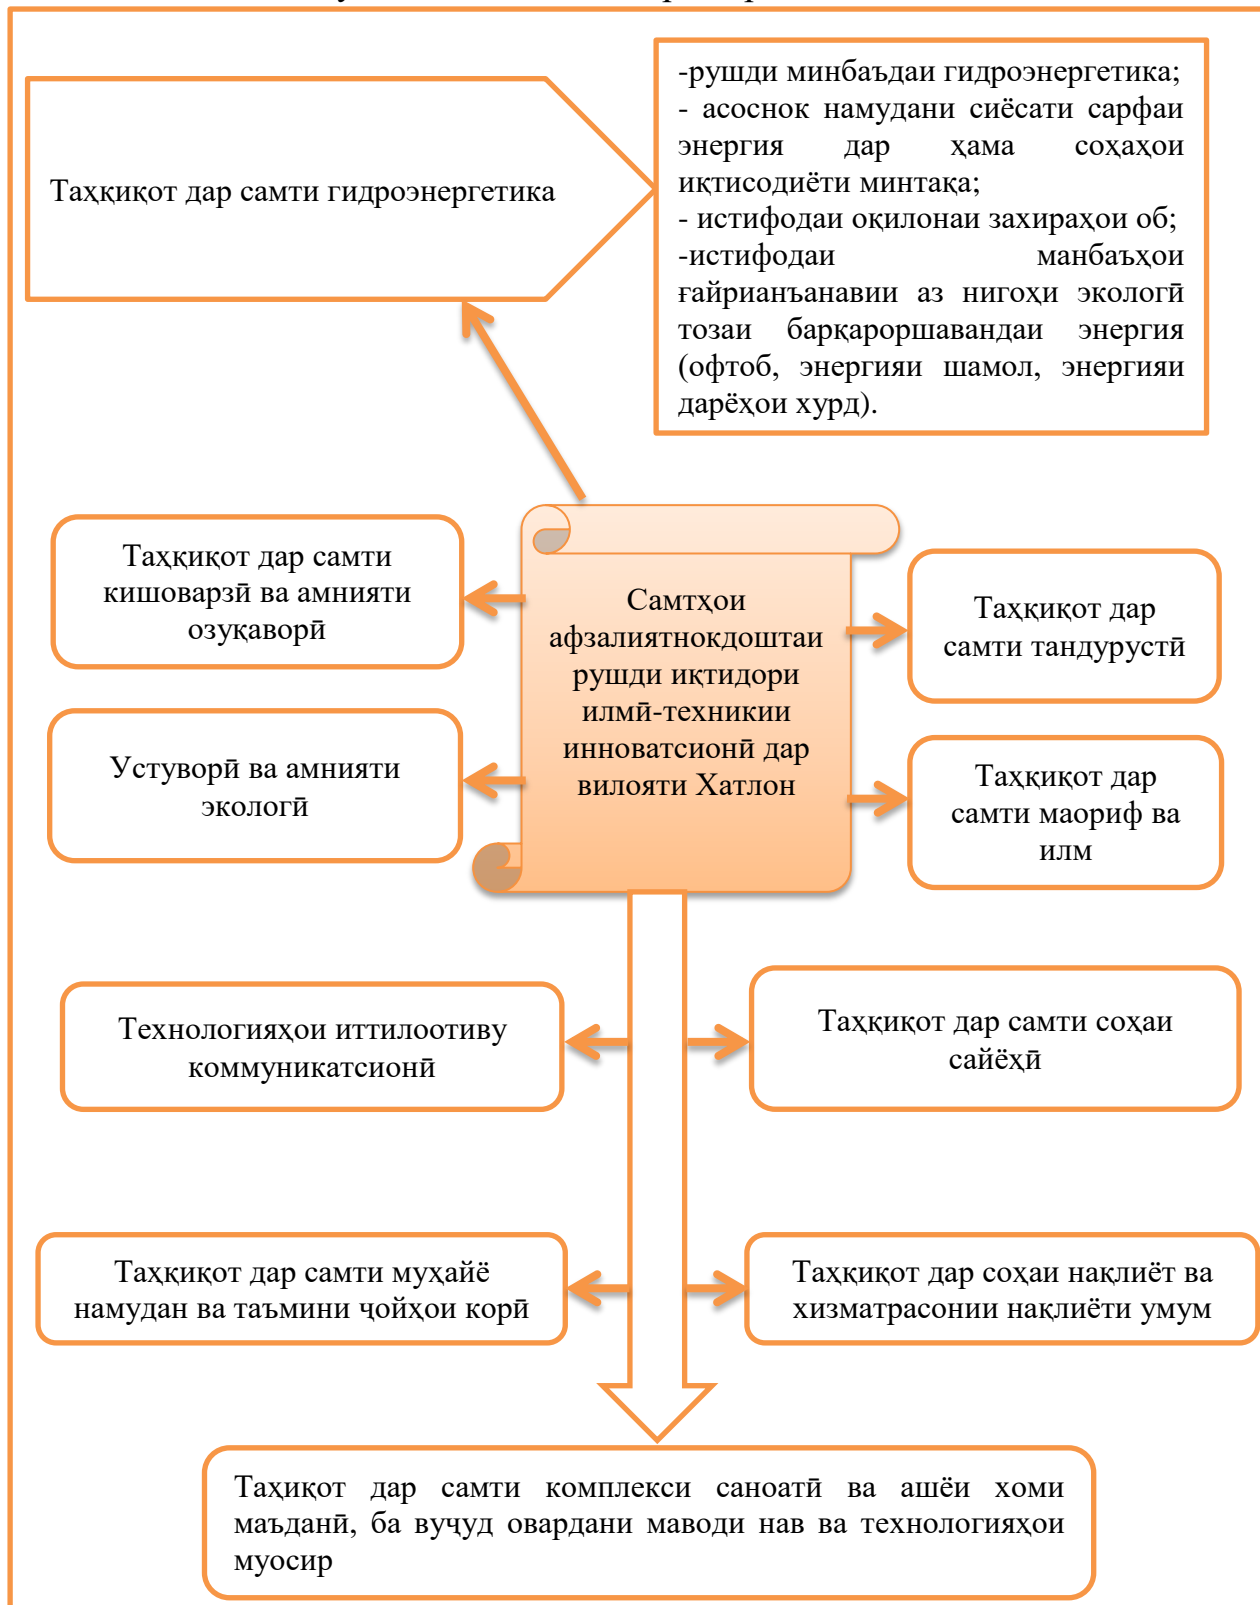 Таҳқиқот дар самти гидроэнергетика
-рушди минбаъдаи гидроэнергетика;
- асоснок намудани сиёсати сарфаи
энергия дар ҳама соҳаҳои
иқтисодиёти минтақа;
- истифодаи оқилонаи захираҳои об;
-истифодаи манбаъҳои
ғайрианъанавии аз нигоҳи экологӣ
тозаи барқароршавандаи энергия
(офтоб, энергияи шамол, энергияи
дарёҳои хурд).
Таҳқиқот дар самти
кишоварзӣ ва амнияти
озуқаворӣ
Самтҳои
афзалиятнокдоштаи
рушди иқтидори
илмӣ-техникии
инноватсионӣ дар
вилояти Хатлон
Таҳқиқот дар
самти тандурустӣ
Устуворӣ ва амнияти
экологӣ
Таҳқиқот дар
самти маориф ва
илм
Технологияҳои иттилоотиву
коммуникатсионӣ
Таҳқиқот дар самти соҳаи
сайёҳӣ
Таҳқиқот дар самти муҳайё
намудан ва таъмини ҷойҳои корӣ
Таҳқиқот дар соҳаи нақлиёт ва
хизматрасонии нақлиёти умум
Таҳиқот дар самти комплекси саноатӣ ва ашёи хоми
маъданӣ, ба вуҷуд овардани маводи нав ва технологияҳои
муосир